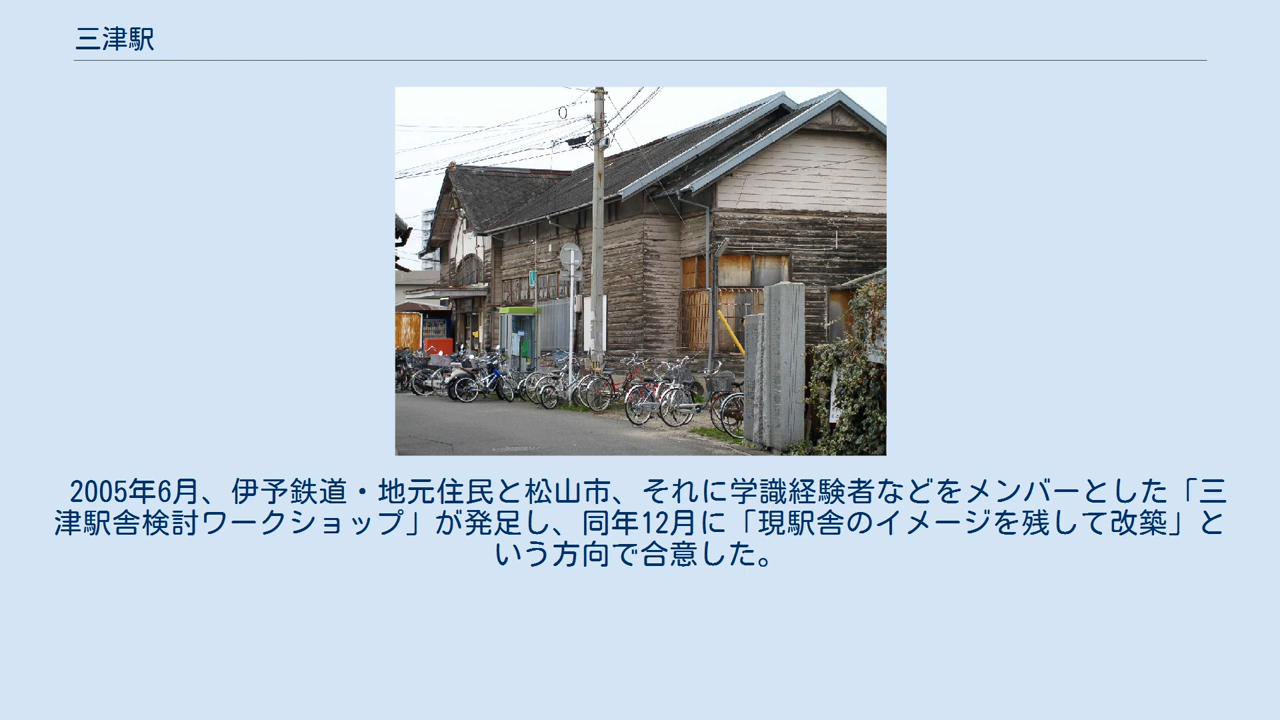 三津駅
2005年6月、伊予鉄道・地元住民と松山市、それに学識経験者などをメンバーとした「三
津駅舎検討ワークショップ」が発足し、同年12月に「現駅舎のイメージを残して改築」と
いう方向で合意した。